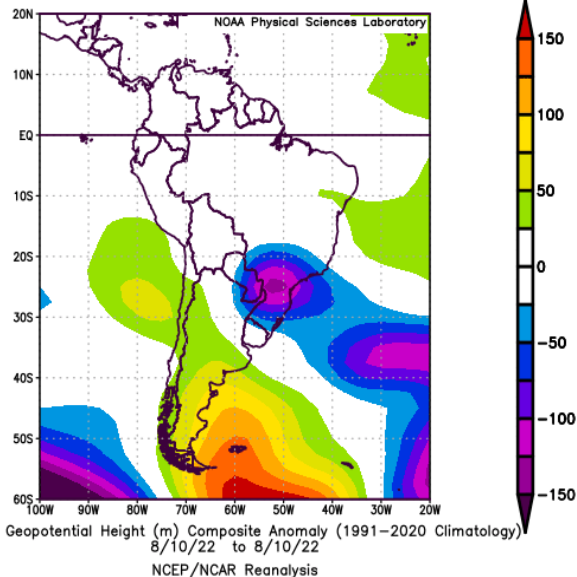 NOAA Physical Sciences Laboratory
20N
10N
EQ
10S
20S
30S
40S
50S
60S
100W 90W 80W 70W 60W 50W 40W 30W 20W
150
100
50
0
−50
−100
−150
Geopotential Height (m) Composite Anomaly (1991−2020 Climatology)
8/10/22 to 8/10/22
NCEP/NCAR Reanalysis